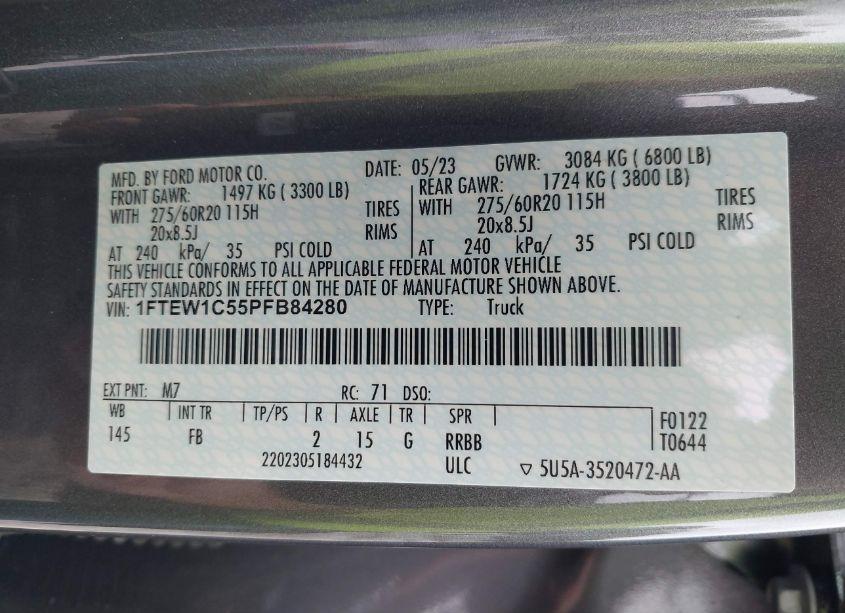 MFD. BY FORD MOTOR CO. DATE: 05/23 GVWR: 3084 KG ( 6800 LB)
FRONT GAWR: 1497 KG ( 3300 LB) REAR GAWR: 1724 KG ( 3800 LB)
WITH 275/60R20 115H TIRES WITH 275/60R20 115H TIRES
20x8.5J RIMS 20x8.5J RIMS
AT 240 kPa/ 35 PSI COLD AT 240 kPa/ 35 PSI COLD
THIS VEHICLE CONFORMS TO ALL APPLICABLE FEDERAL MOTOR VEHICLE
SAFETY STANDARDS IN EFFECT ON THE DATE OF MANUFACTURE SHOWN ABOVE.
VIN: 1FTEW1C55PFB84280 TYPE: Truck
EXT PNT: M7 RC: 71 DSO:
WB INT TR TP/PS R AXLE TR SPR F0122
145 FB 2 15 G RRBB T0644
2202305184432 ULC ▽ 5U5A-3520472-AA